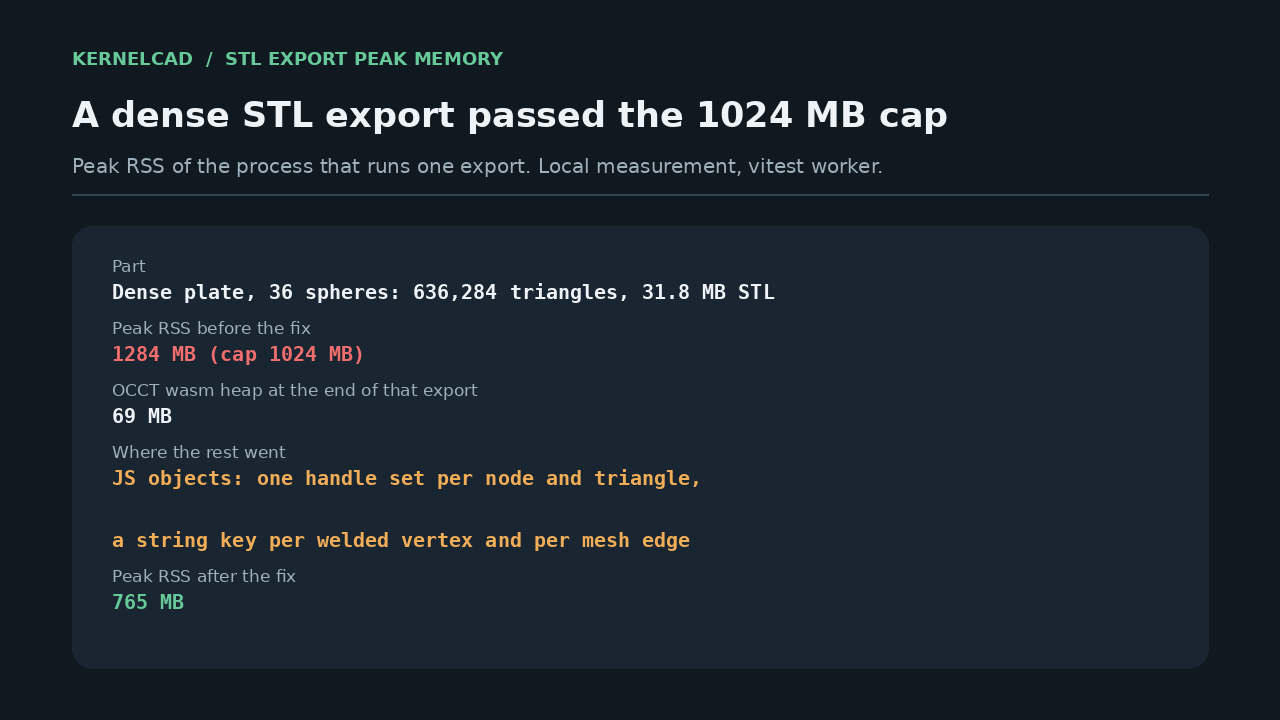 KERNELCAD / STL EXPORT PEAK MEMORY
A dense STL export passed the 1024 MB cap
Peak RSS of the process that runs one export. Local measurement, vitest worker.
Part
Dense plate, 36 spheres: 636,284 triangles, 31.8 MB STL
Peak RSS before the fix
1284 MB (cap 1024 MB)
OCCT wasm heap at the end of that export
69 MB
Where the rest went
JS objects: one handle set per node and triangle,
a string key per welded vertex and per mesh edge
Peak RSS after the fix
765 MB